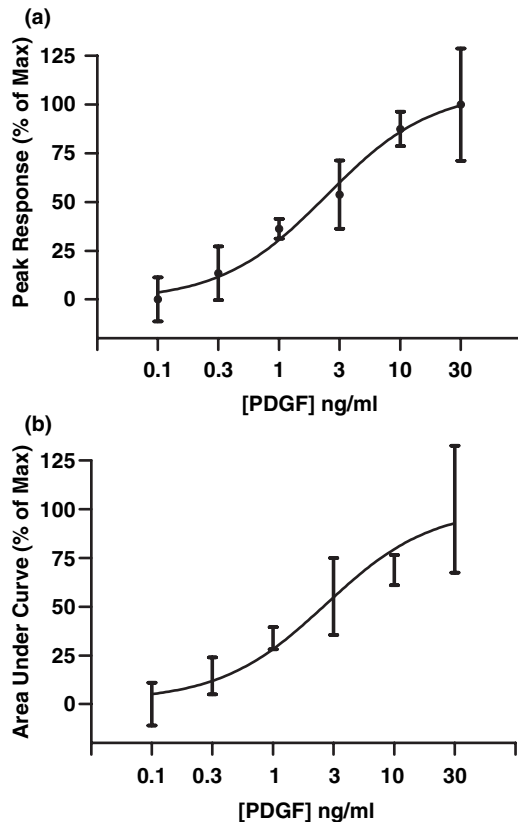 (a)
Peak Response (% of Max)
125
100
75
50
25
0
0.1 0.3 1 3 10 30
[PDGF] ng/ml
(b)
Area Under Curve (% of Max)
125
100
75
50
25
0
0.1 0.3 1 3 10 30
[PDGF] ng/ml